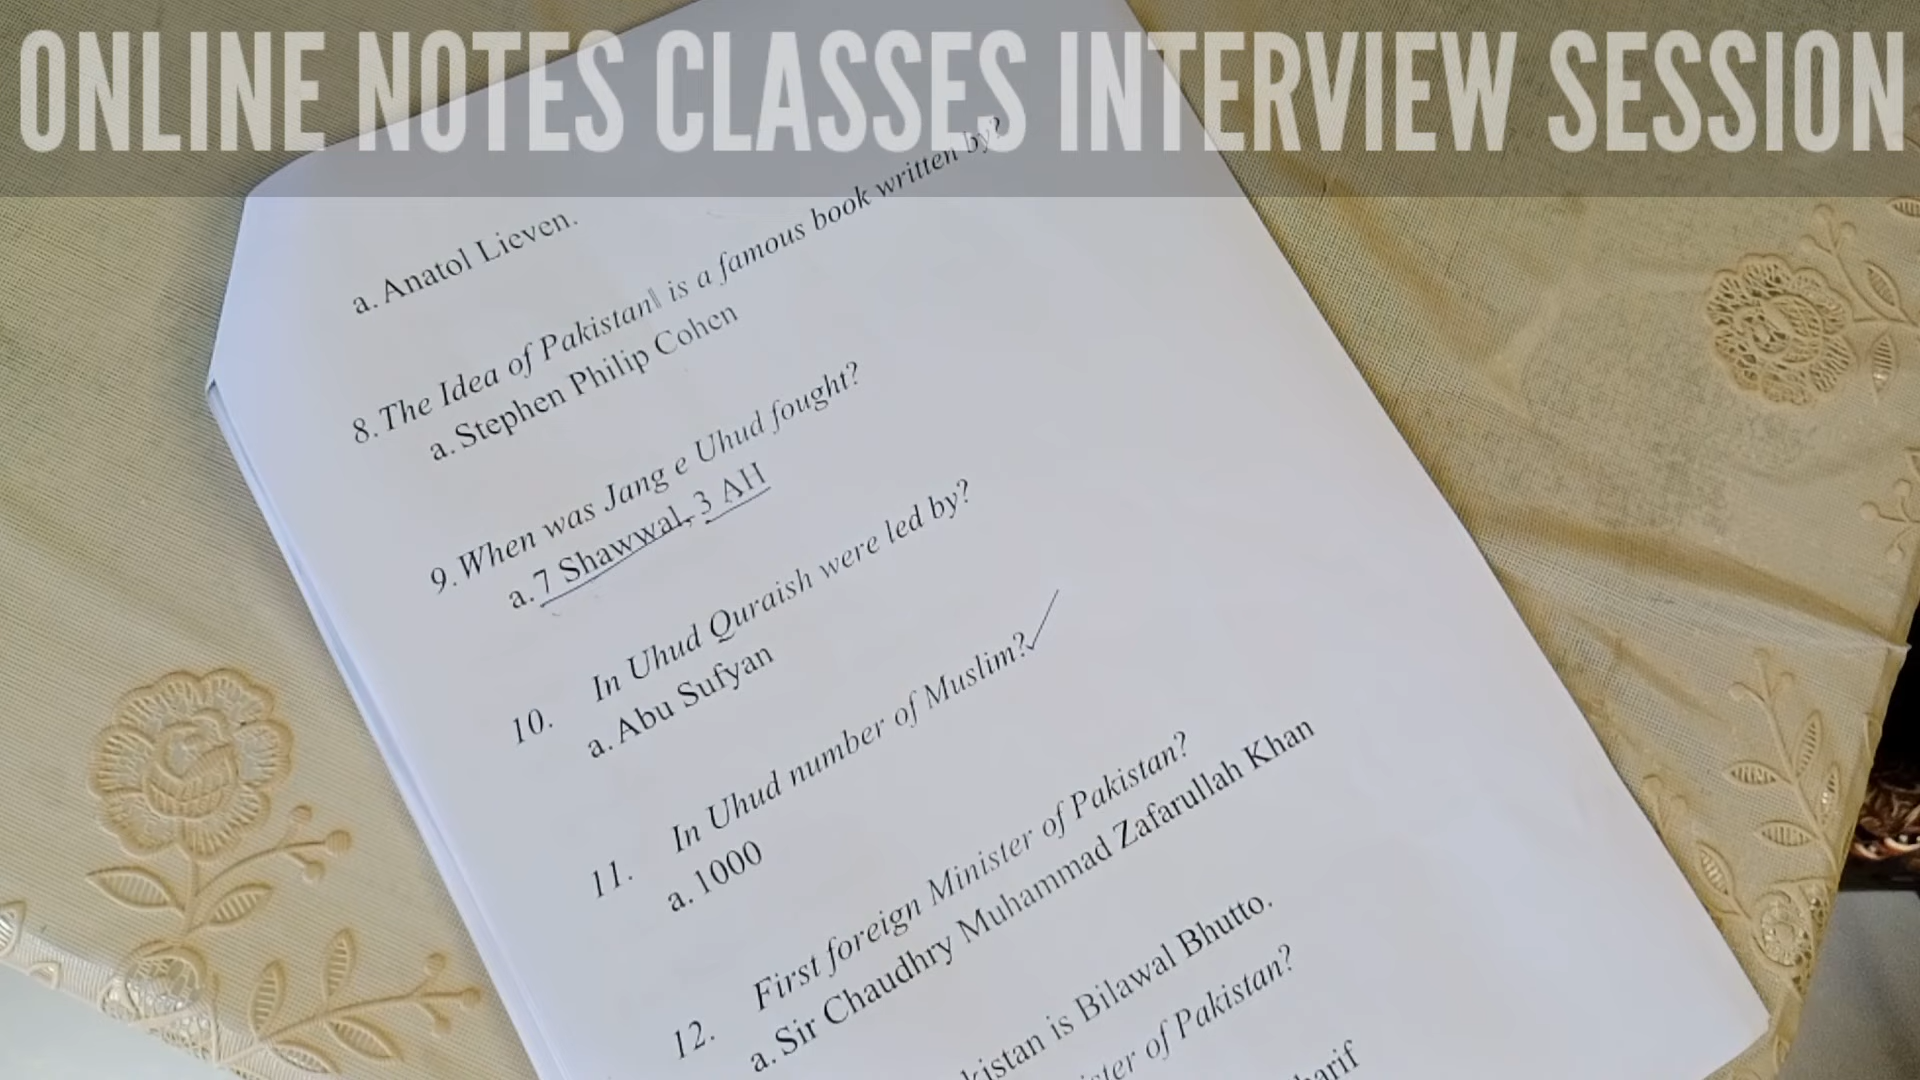 ONLINE NOTES CLASSES INTERVIEW SESSION
a. Anatol Lieven.
8. The Idea of Pakistan‖ is a famous book written by?
a. Stephen Philip Cohen
9. When was Jang e Uhud fought?
a. 7 Shawwal, 3 AH
10. In Uhud Quraish were led by?
a. Abu Sufyan
11. In Uhud number of Muslim?
a. 1000
12. First foreign Minister of Pakistan?
a. Sir Chaudhry Muhammad Zafarullah Khan
is Bilawal Bhutto.
of Pakistan?